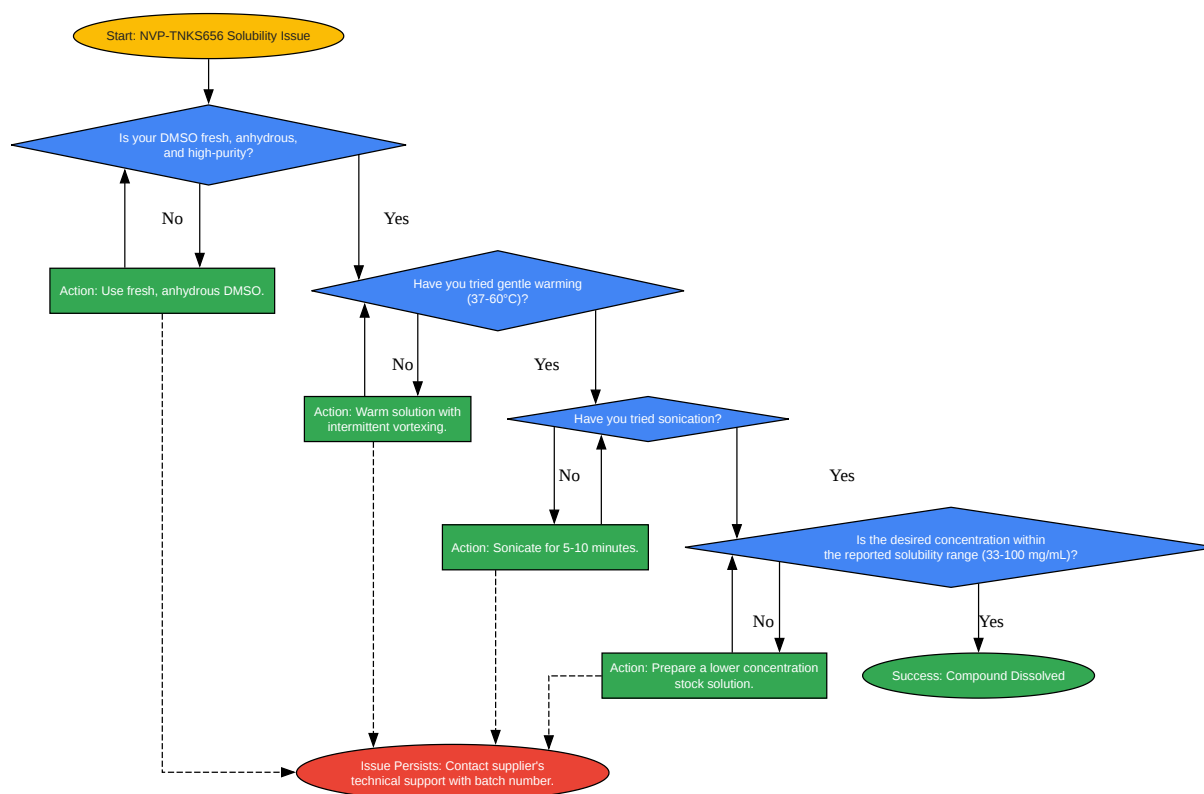 Start: NVP-TNKS656 Solubility Issue
Is your DMSO fresh, anhydrous,
and high-purity?
No
Yes
Action: Use fresh, anhydrous DMSO.
Have you tried gentle warming
(37-60°C)?
No
Yes
Action: Warm solution with
intermittent vortexing.
Have you tried sonication?
No
Yes
Action: Sonicate for 5-10 minutes.
Is the desired concentration within
the reported solubility range (33-100 mg/mL)?
No
Yes
Action: Prepare a lower concentration
stock solution.
Success: Compound Dissolved
Issue Persists: Contact supplier's
technical support with batch number.